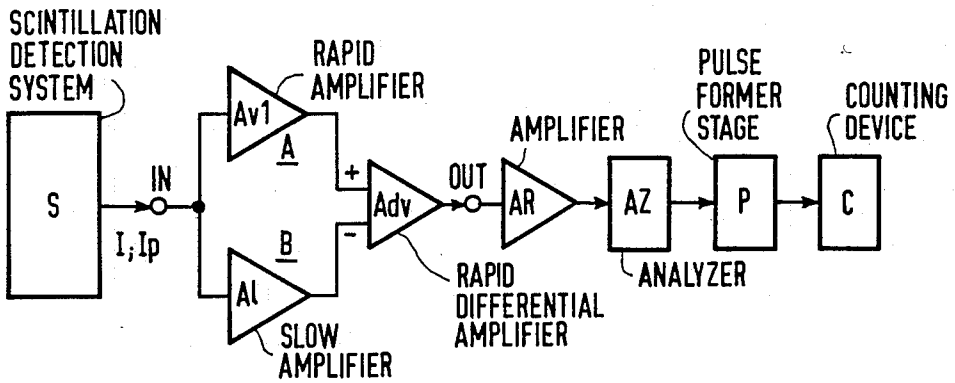 SCINTILLATION
DETECTION
SYSTEM
S
IN
I;Ip
RAPID
AMPLIFIER
Av1
A
B
Al
SLOW
AMPLIFIER
+
-
Adv
RAPID
DIFFERENTIAL
AMPLIFIER
OUT
AMPLIFIER
AR
AZ
ANALYZER
PULSE
FORMER
STAGE
P
COUNTING
DEVICE
C